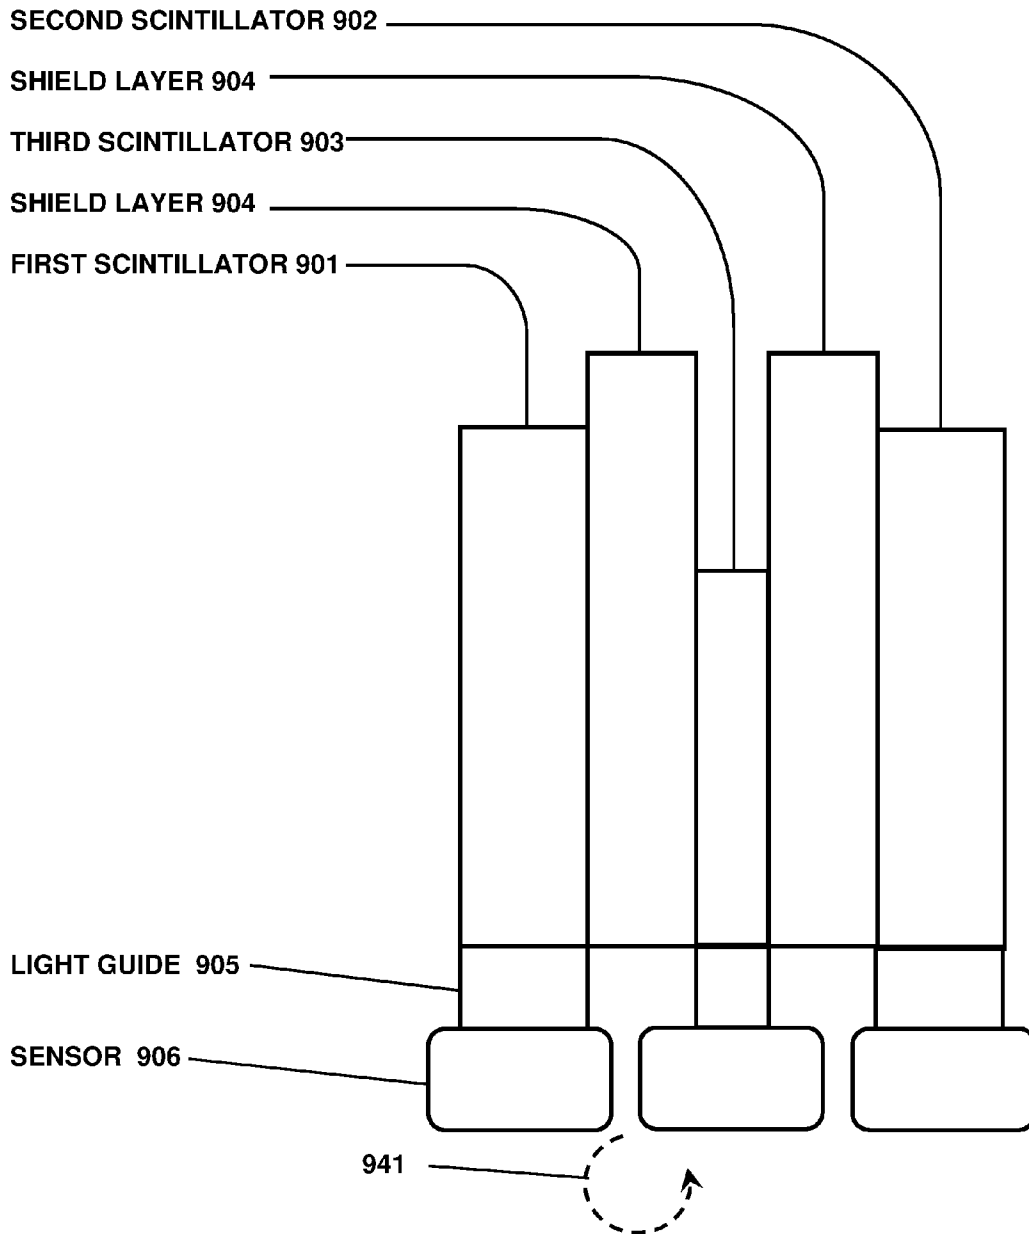 SECOND SCINTILLATOR 902
SHIELD LAYER 904
THIRD SCINTILLATOR 903
SHIELD LAYER 904
FIRST SCINTILLATOR 901
LIGHT GUIDE 905
SENSOR 906
941